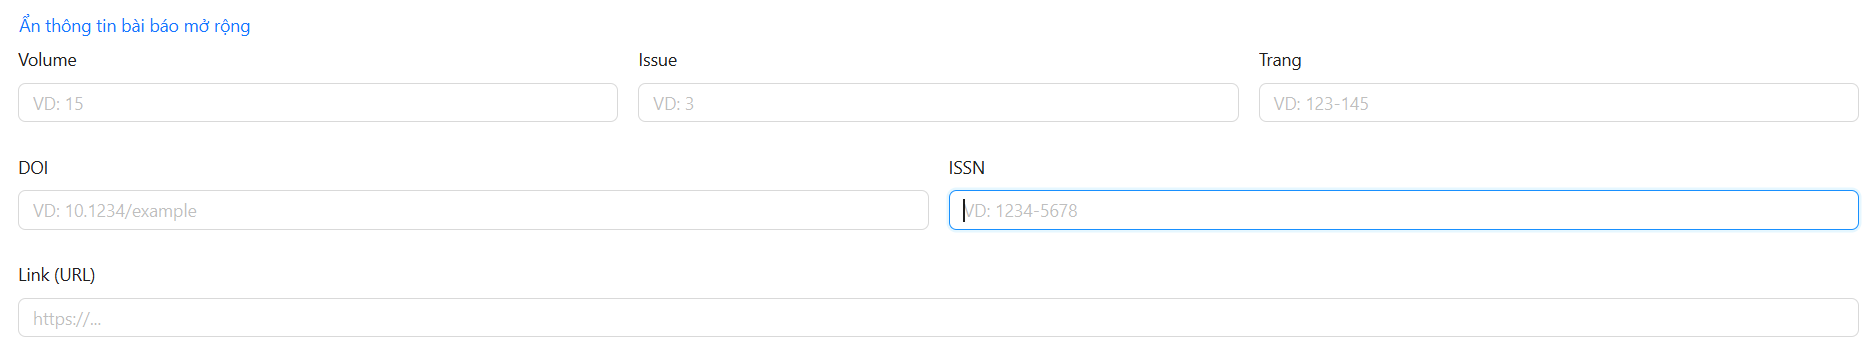 Ẩn thông tin bài báo mở rộng
Volume
Issue
Trang
VD: 15
VD: 3
VD: 123-145
DOI
ISSN
VD: 10.1234/example
VD: 1234-5678
Link (URL)
https://...